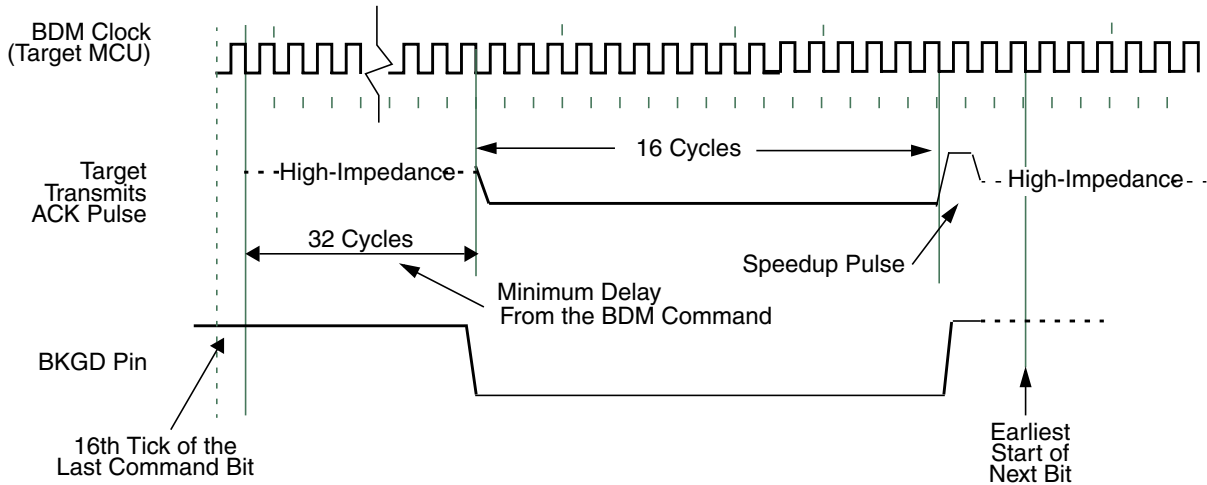 BDM Clock
(Target MCU)
16 Cycles
Target
Transmits
ACK Pulse
High-Impedance
High-Impedance
32 Cycles
Speedup Pulse
Minimum Delay
From the BDM Command
BKGD Pin
16th Tick of the
Last Command Bit
Earliest
Start of
Next Bit